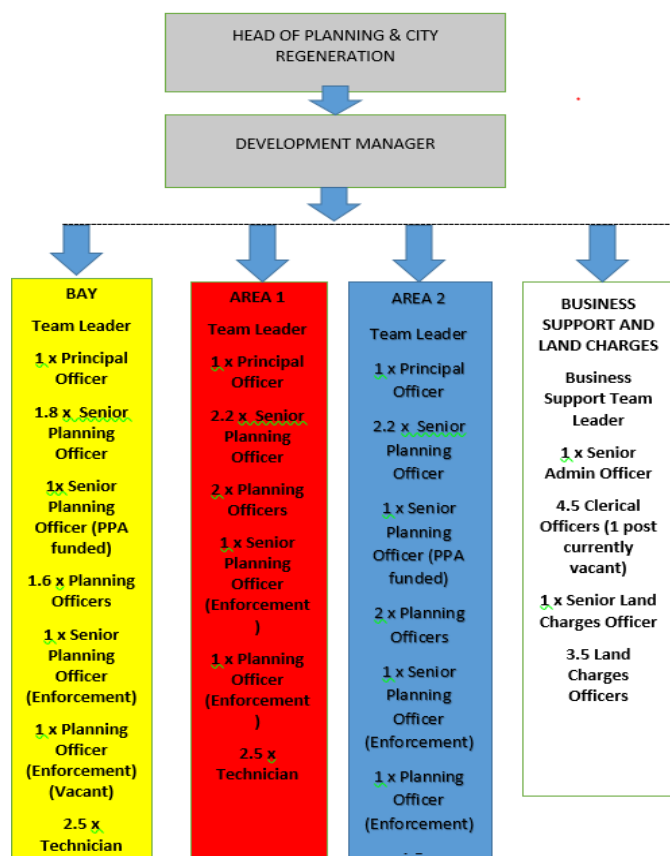 HEAD OF PLANNING & CITY
REGENERATION
DEVELOPMENT MANAGER
BAY
Team Leader
1 x Principal
Officer
1.8 x Senior
Planning
Officer
1x Senior
Planning
Officer (PPA
funded)
1.6 x Planning
Officers
1 x Senior
Planning
Officer
(Enforcement)
1 x Planning
Officer
(Enforcement)
(Vacant)
2.5 x
Technician
AREA 1
Team Leader
1 x Principal
Officer
2.2 x Senior
Planning
Officer
2 x Planning
Officers
1 x Senior
Planning
Officer
(Enforcement
)
1 x Planning
Officer
(Enforcement
)
2.5 x
Technician
AREA 2
Team Leader
1 x Principal
Officer
2.2 x Senior
Planning
Officer
1 x Senior
Planning
Officer (PPA
funded)
2 x Planning
Officers
1 x Senior
Planning
Officer
(Enforcement)
1 x Planning
Officer
(Enforcement)
BUSINESS
SUPPORT AND
LAND CHARGES
Business
Support Team
Leader
1 x Senior
Admin Officer
4.5 Clerical
Officers (1 post
currently
vacant)
1 x Senior Land
Charges Officer
3.5 Land
Charges
Officers